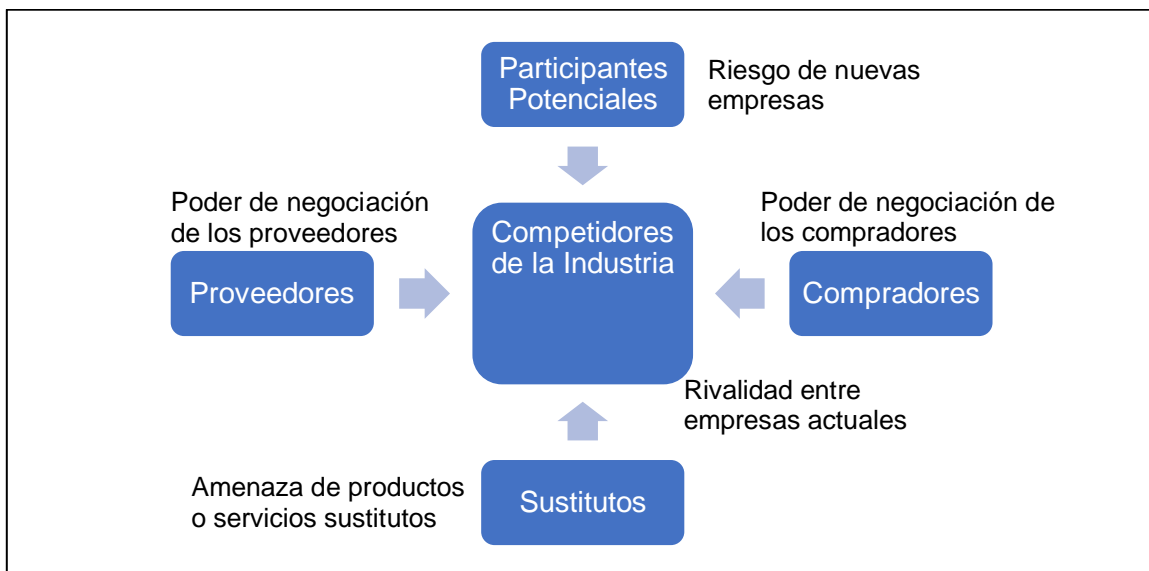 Participantes
Potenciales
Riesgo de nuevas
empresas
Poder de negociación
de los proveedores
Proveedores
Competidores
de la Industria
Poder de negociación de
los compradores
Compradores
Rivalidad entre
empresas actuales
Amenaza de productos
o servicios sustitutos
Sustitutos